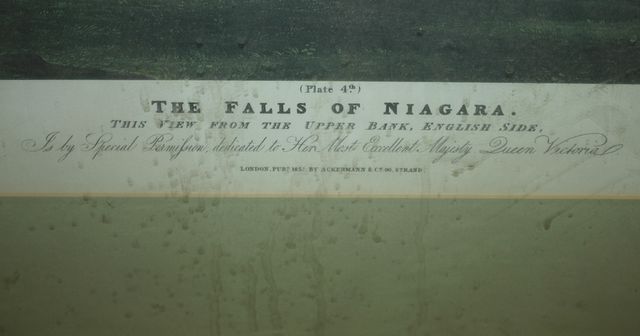 (Plate 4th)
THE FALLS OF NIAGARA.
THIS VIEW FROM THE UPPER BANK, ENGLISH SIDE,
Is by Special Permission, dedicated to Her Most Excellent Majesty Queen Victoria.
LONDON, PUBD. BY ACKERMANN & CO. 96, STRAND